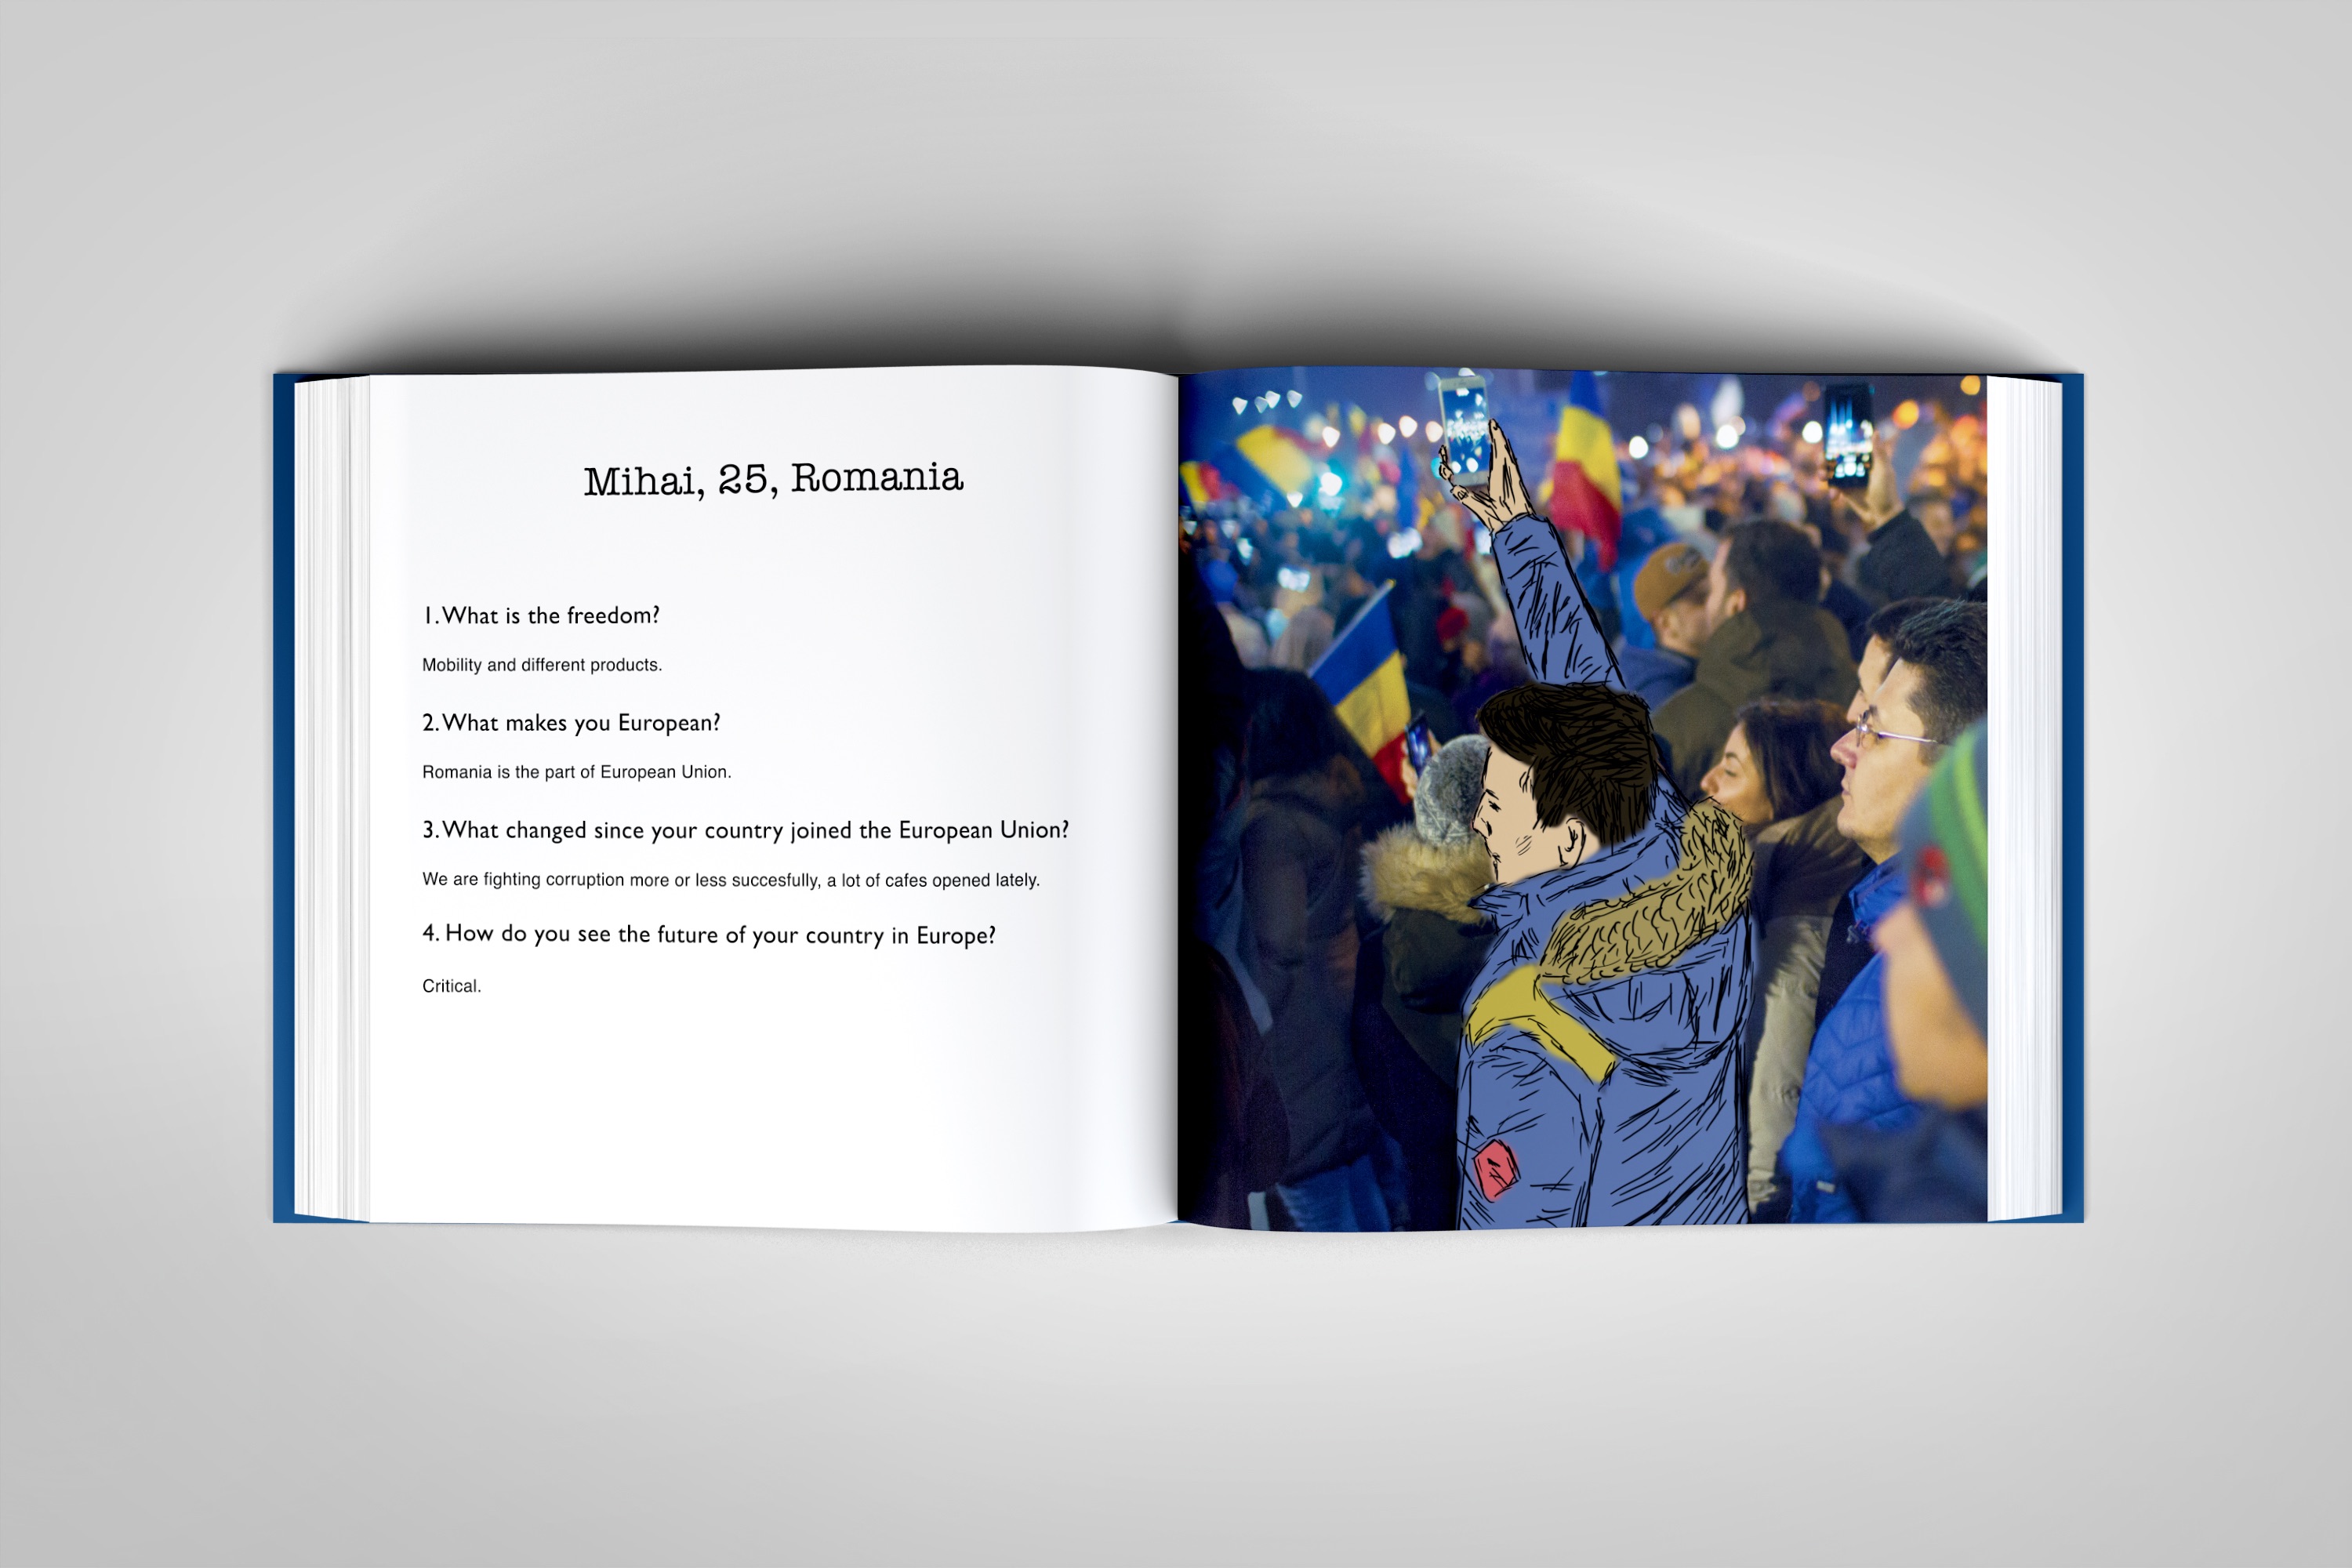 Mihai, 25, Romania
1. What is the freedom?
Mobility and different products.
2. What makes you European?
Romania is the part of European Union.
3. What changed since your country joined the European Union?
We are fighting corruption more or less succesfully, a lot of cafes opened lately.
4. How do you see the future of your country in Europe?
Critical.